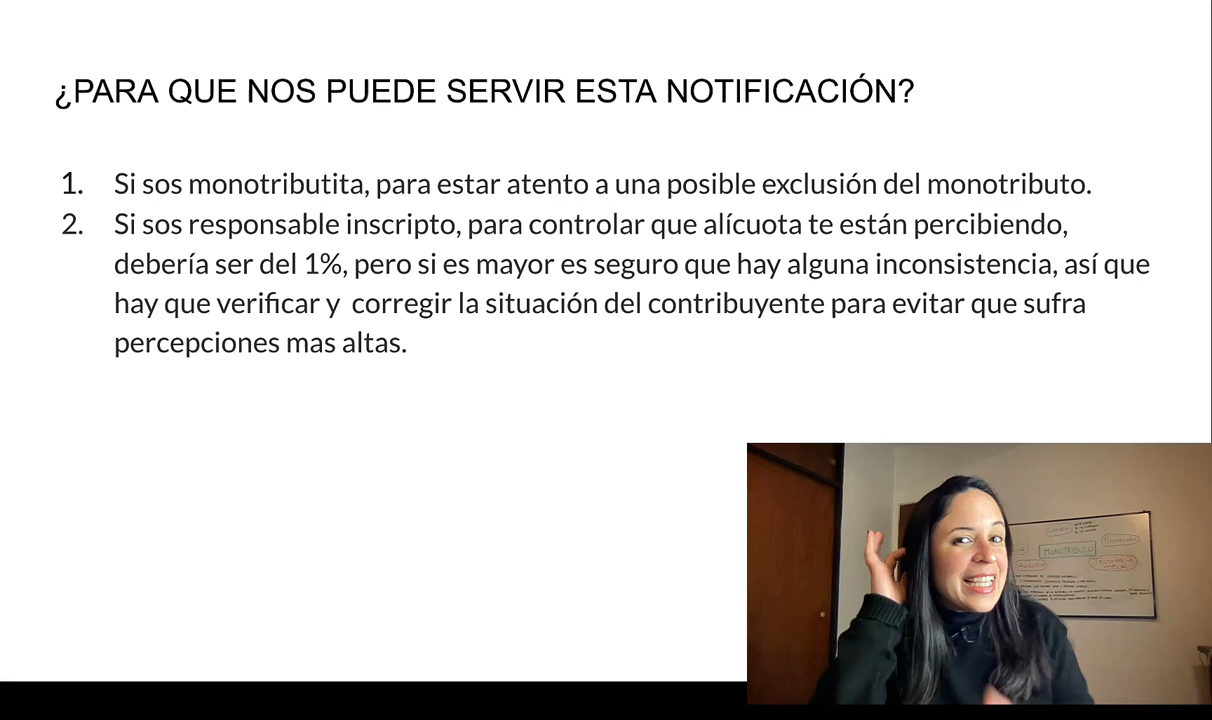 ¿PARA QUE NOS PUEDE SERVIR ESTA NOTIFICACIÓN?
1. Si sos monotributita, para estar atento a una posible exclusión del monotributo.
2. Si sos responsable inscripto, para controlar que alícuota te están percibiendo,
debería ser del 1%, pero si es mayor es seguro que hay alguna inconsistencia, así que
hay que verificar y  corregir la situación del contribuyente para evitar que sufra
percepciones mas altas.
MONOTRIBUTO